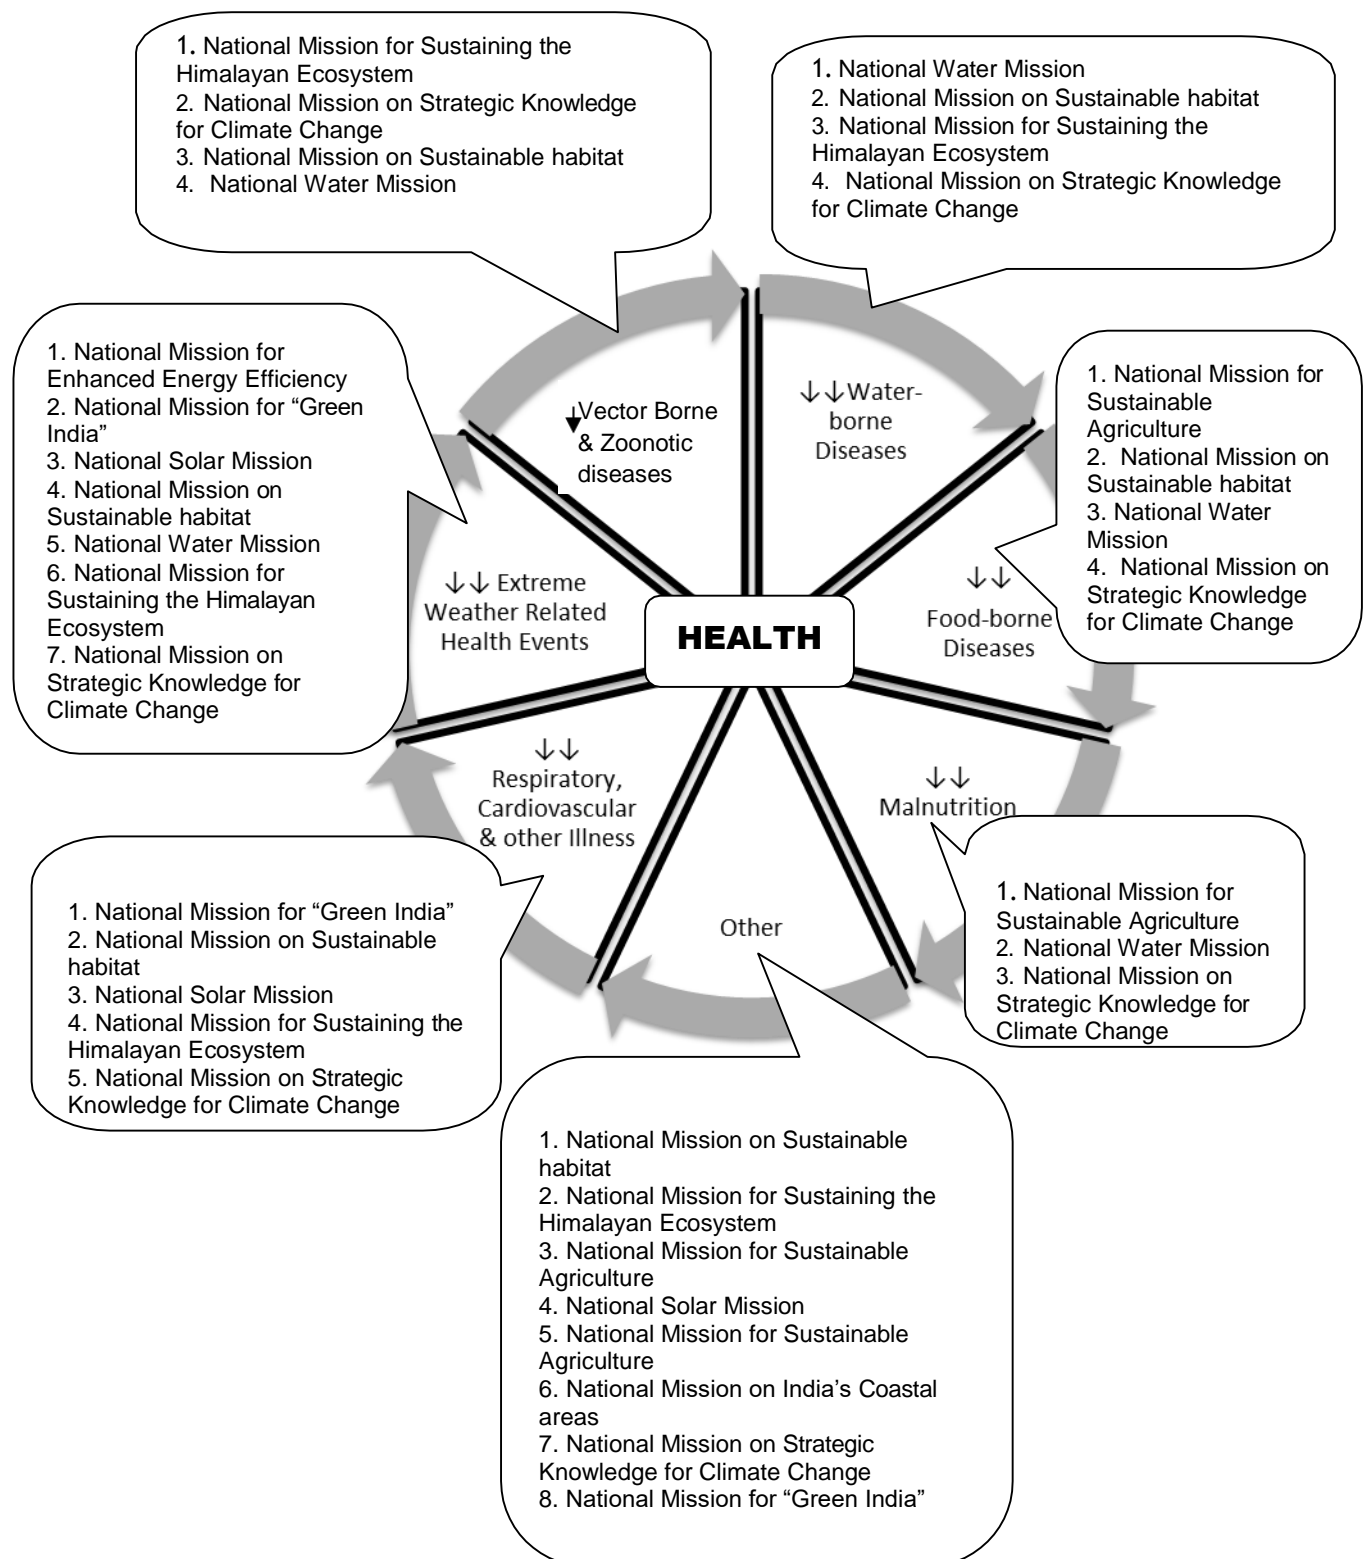 1. National Mission for Sustaining the
Himalayan Ecosystem
2. National Mission on Strategic Knowledge
for Climate Change
3. National Mission on Sustainable habitat
4. National Water Mission
1. National Water Mission
2. National Mission on Sustainable habitat
3. National Mission for Sustaining the
Himalayan Ecosystem
4. National Mission on Strategic Knowledge
for Climate Change
1. National Mission for
Enhanced Energy Efficiency
2. National Mission for “Green
India”
3. National Solar Mission
4. National Mission on
Sustainable habitat
5. National Water Mission
6. National Mission for
Sustaining the Himalayan
Ecosystem
7. National Mission on
Strategic Knowledge for
Climate Change
↓Vector Borne
& Zoonotic
diseases
↓↓Water-
borne
Diseases
1. National Mission for
Sustainable
Agriculture
2. National Mission on
Sustainable habitat
3. National Water
Mission
4. National Mission on
Strategic Knowledge
for Climate Change
↓↓ Extreme
Weather Related
Health Events
HEALTH
↓↓
Food-borne
Diseases
↓↓
Respiratory,
Cardiovascular
& other Illness
↓↓
Malnutrition
Other
1. National Mission for “Green India”
2. National Mission on Sustainable
habitat
3. National Solar Mission
4. National Mission for Sustaining the
Himalayan Ecosystem
5. National Mission on Strategic
Knowledge for Climate Change
1. National Mission for
Sustainable Agriculture
2. National Water Mission
3. National Mission on
Strategic Knowledge for
Climate Change
1. National Mission on Sustainable
habitat
2. National Mission for Sustaining the
Himalayan Ecosystem
3. National Mission for Sustainable
Agriculture
4. National Solar Mission
5. National Mission for Sustainable
Agriculture
6. National Mission on India’s Coastal
areas
7. National Mission on Strategic
Knowledge for Climate Change
8. National Mission for “Green India”